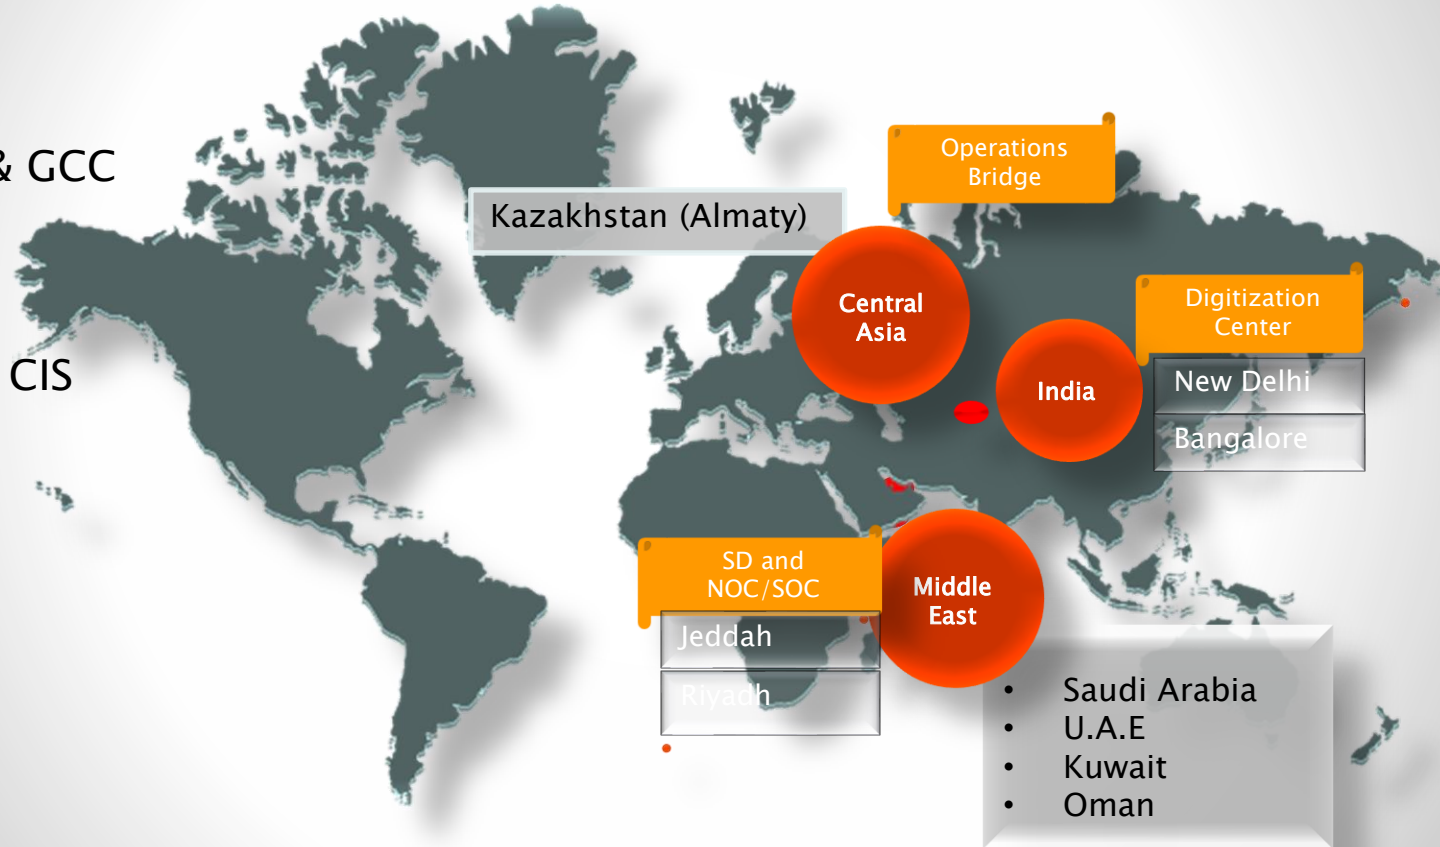 & GCC
CIS
Operations
Bridge
Kazakhstan (Almaty)
Central
Asia
Digitization
Center
India
New Delhi
Bangalore
SD and
NOC/SOC
Jeddah
Riyadh
Middle
East
• Saudi Arabia
• U.A.E
• Kuwait
• Oman